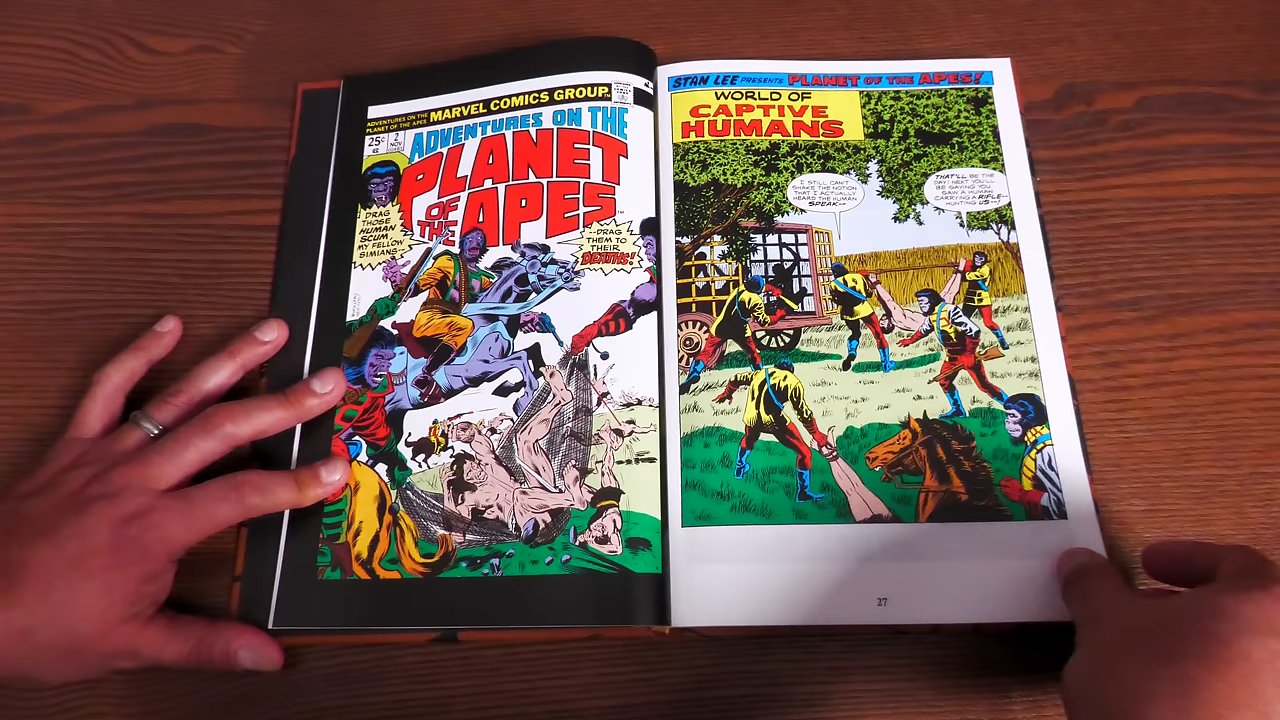 MARVEL COMICS GROUP™
ADVENTURES ON THE
PLANET OF THE APES
25¢
2
NOV
ADVENTURES ON THE
PLANET
OF
THE APES™
DRAG
THOSE
HUMAN
SCUM,
MY FELLOW
SIMIANS--
--DRAG
THEM TO
THEIR
DEATHS!
STAN LEE PRESENTS PLANET OF THE APES!
WORLD OF
CAPTIVE
HUMANS
I STILL CAN'T
SHAKE THE NOTION
THAT I ACTUALLY
HEARD THE HUMAN
SPEAK--
THAT'LL BE THE
DAY! NEXT YOU'LL
BE SAYING YOU
SAW A HUMAN
CARRYING A RIFLE--
HUNTING US--!
27